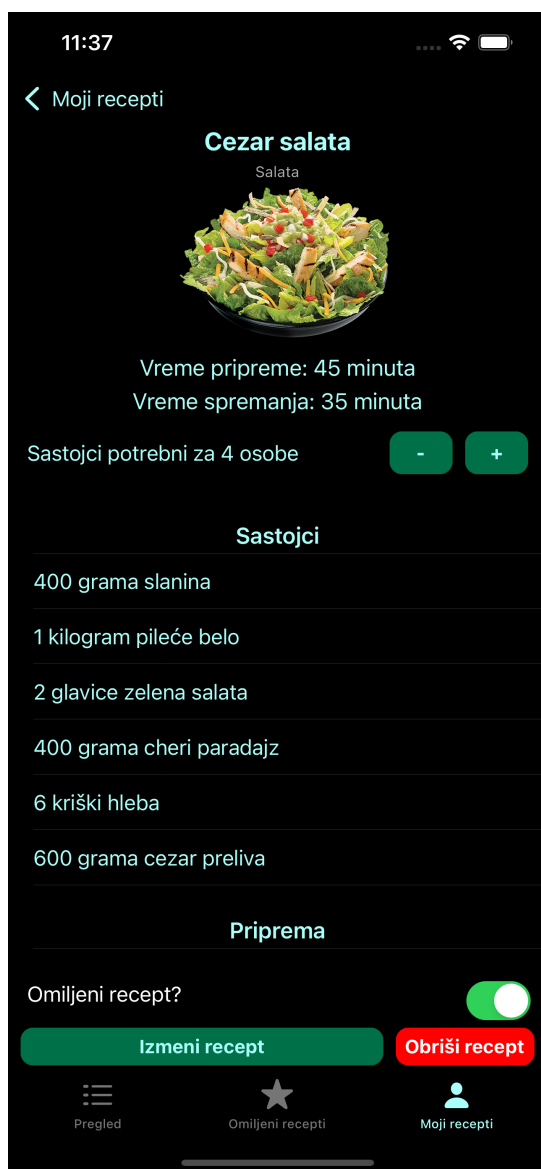 11:37
Moji recepti
Cezar salata
Salata
Vreme pripreme: 45 minuta
Vreme spremanja: 35 minuta
Sastojci potrebni za 4 osobe
- +
Sastojci
400 grama slanina
1 kilogram pileće belo
2 glavice zelena salata
400 grama cheri paradajz
6 kriški hleba
600 grama cezar preliva
Priprema
Omiljeni recept?
Izmeni recept Obriši recept
Pregled Omiljeni recepti Moji recepti